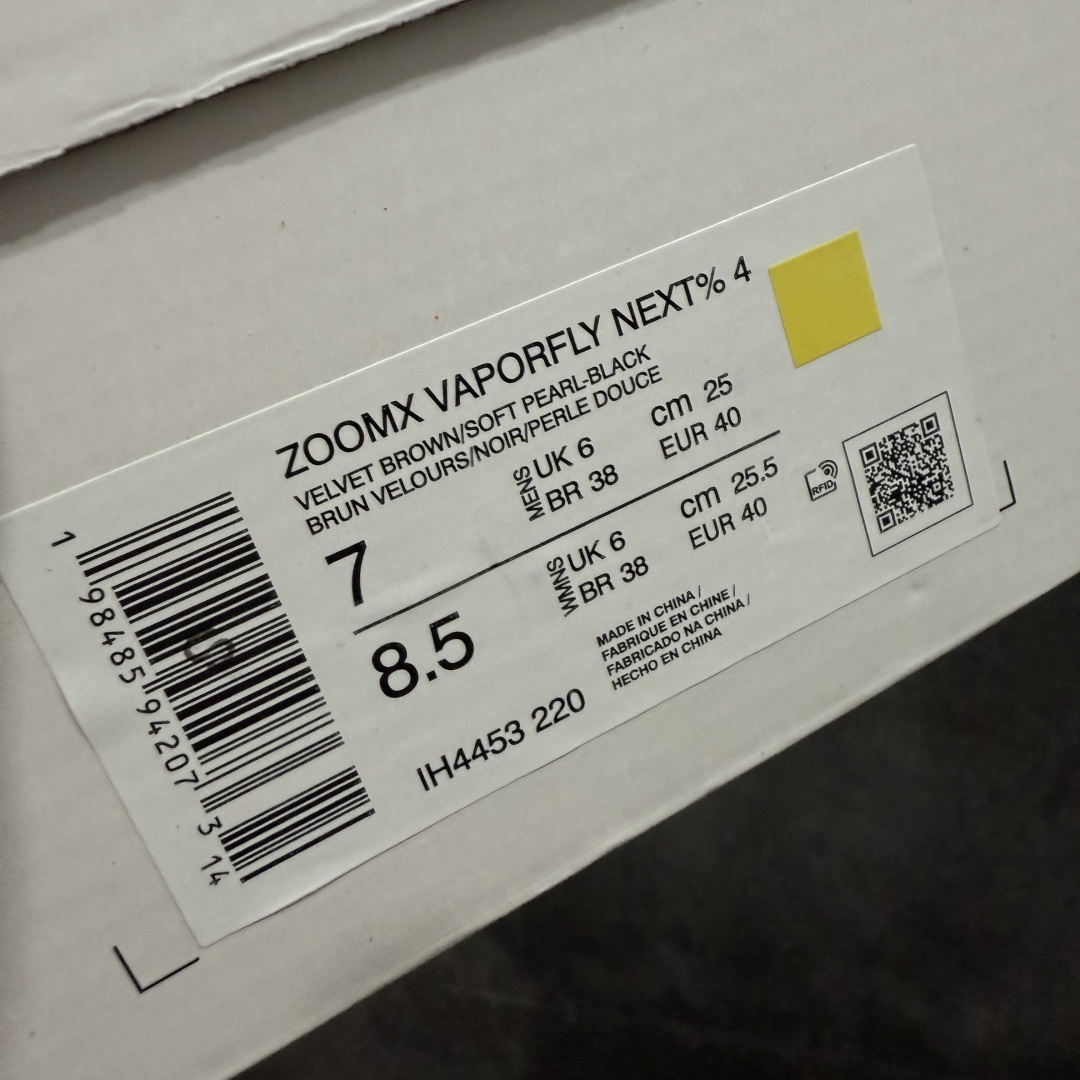 ZOOMX VAPORFLY NEXT% 4
VELVET BROWN/SOFT PEARL-BLACK
BRUN VELOURS/NOIR/PERLE DOUCE
7
MENS
UK 6
cm 25
BR 38
EUR 40
8.5
WMNS
UK 6
cm 25.5
BR 38
EUR 40
RFID
MADE IN CHINA /
FABRIQUE EN CHINE /
FABRICADO NA CHINA /
HECHO EN CHINA
IH4453 220
1 98485 94207 3 14
S